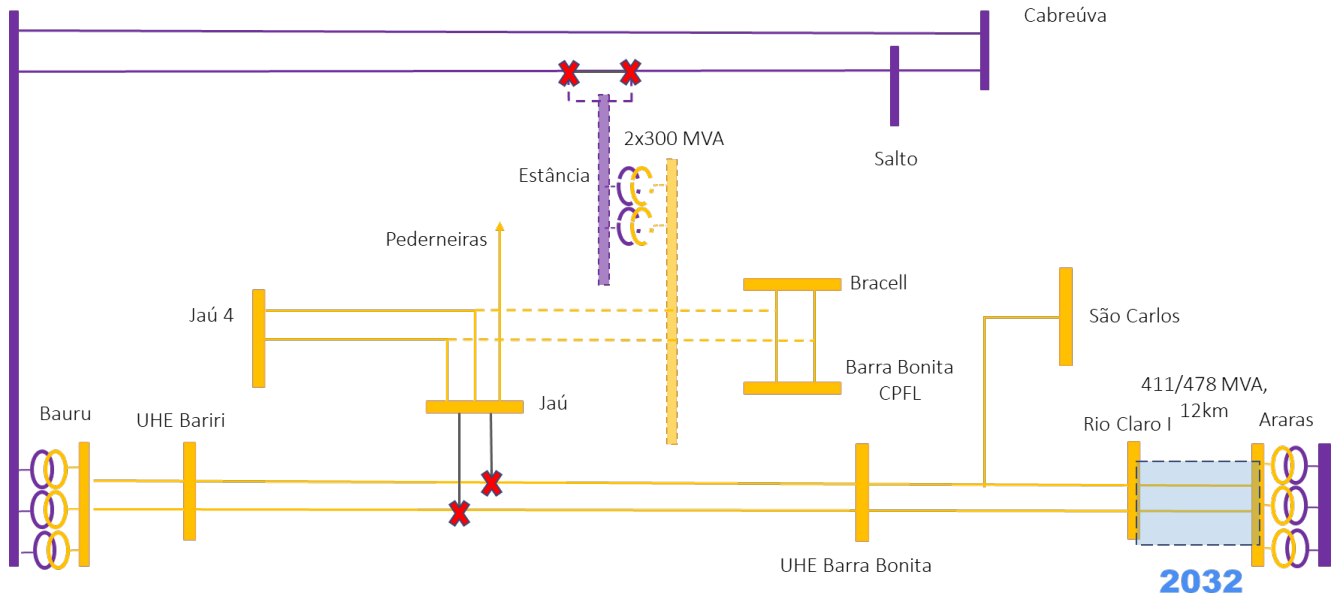 Cabreúva
2x300 MVA
Salto
Estância
Pederneiras
Bracell
Jaú 4
São Carlos
Barra Bonita
CPFL
411/478 MVA,
12km
Jaú
Bauru
UHE Bariri
Rio Claro I
Araras
UHE Barra Bonita
2032